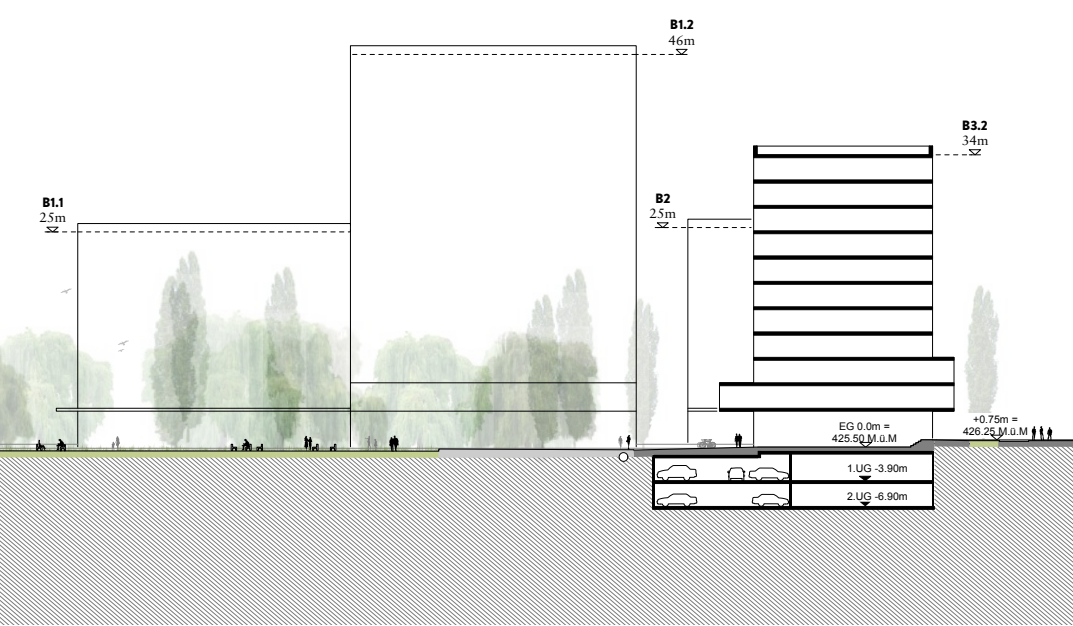 B1.2
46m
B3.2
34m
B1.1
25m
B2
25m
EG 0.0m =
425.50 M.ü.M
+0.75m =
426.25 M.ü.M
1.UG -3.90m
2.UG -6.90m